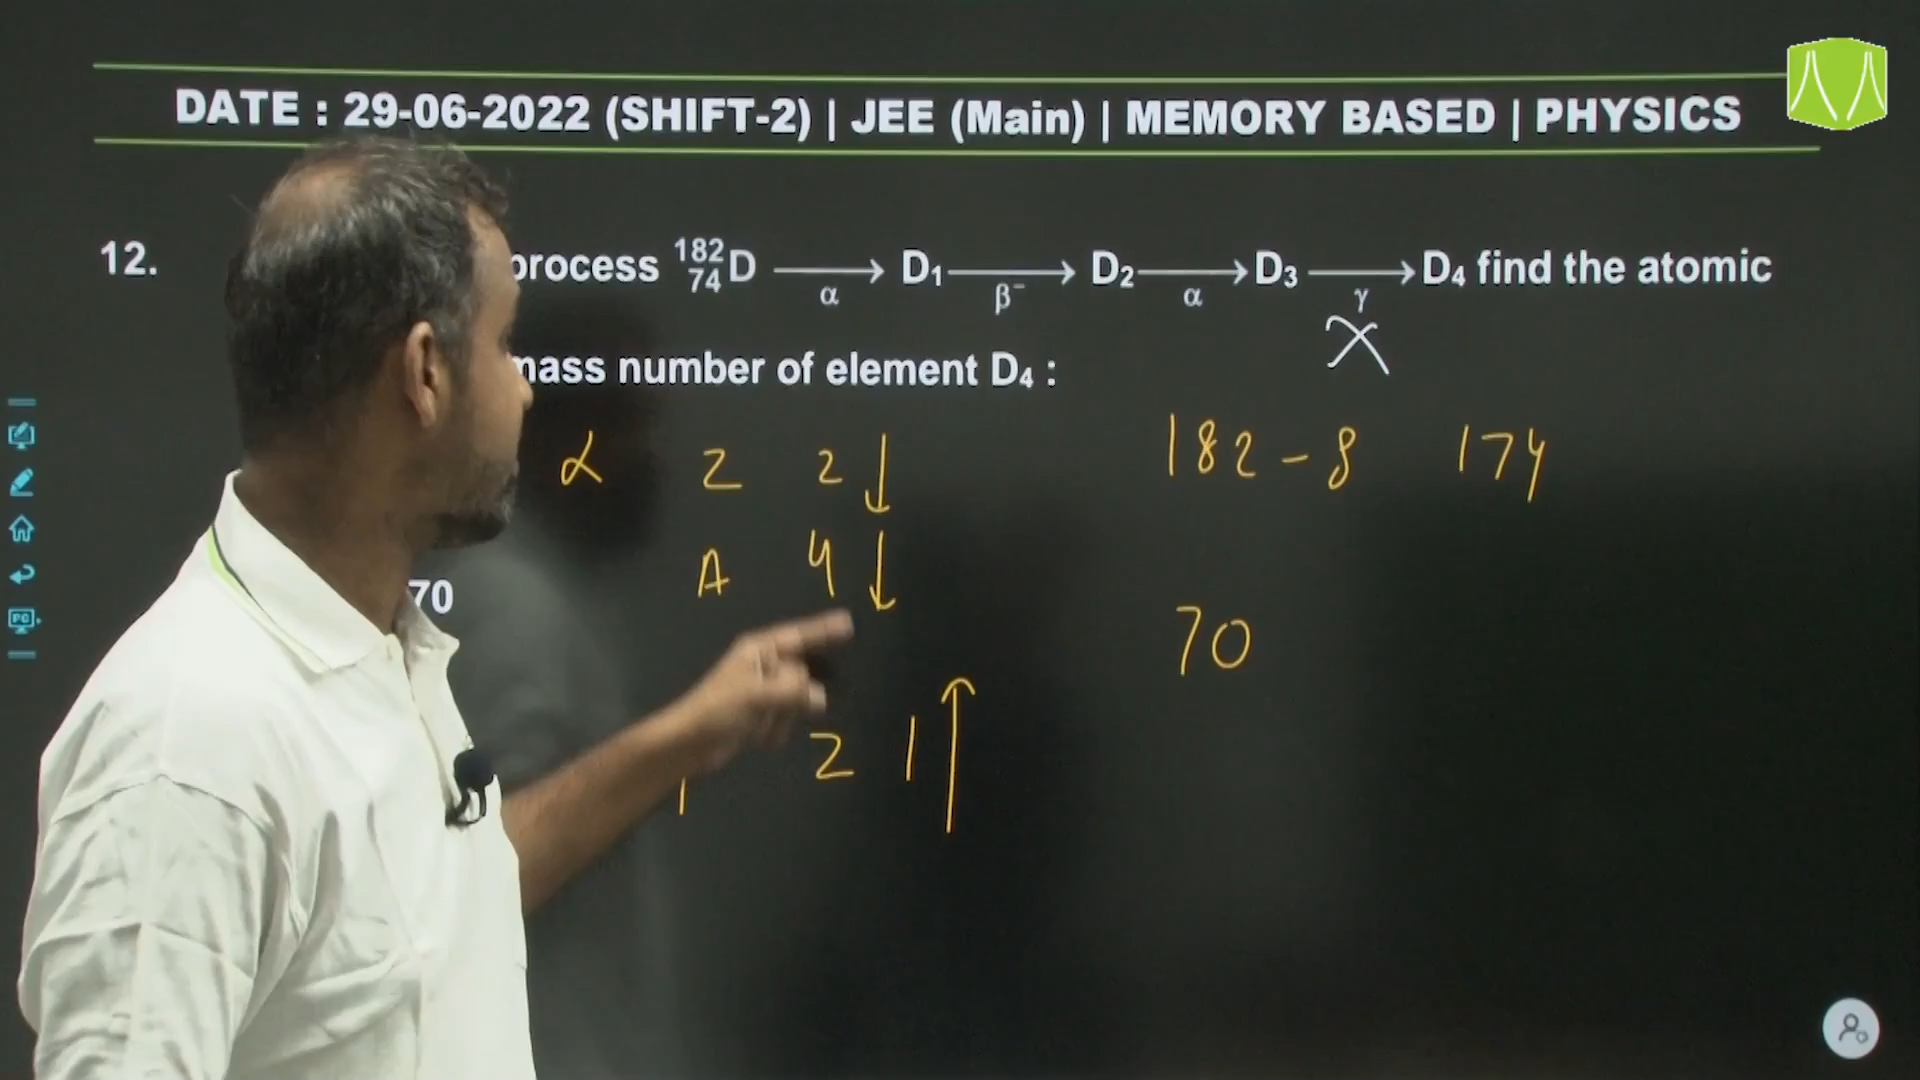 DATE : 29-06-2022 (SHIFT-2) | JEE (Main) | MEMORY BASED | PHYSICS
12. process ¹⁸²₇₄D —α→ D₁ —β⁻→ D₂ —α→ D₃ —γ→ D₄ find the atomic
mass number of element D₄ :
α Z 2↓ 182 - 8 174
A 4↓
70
70
Z 1↑